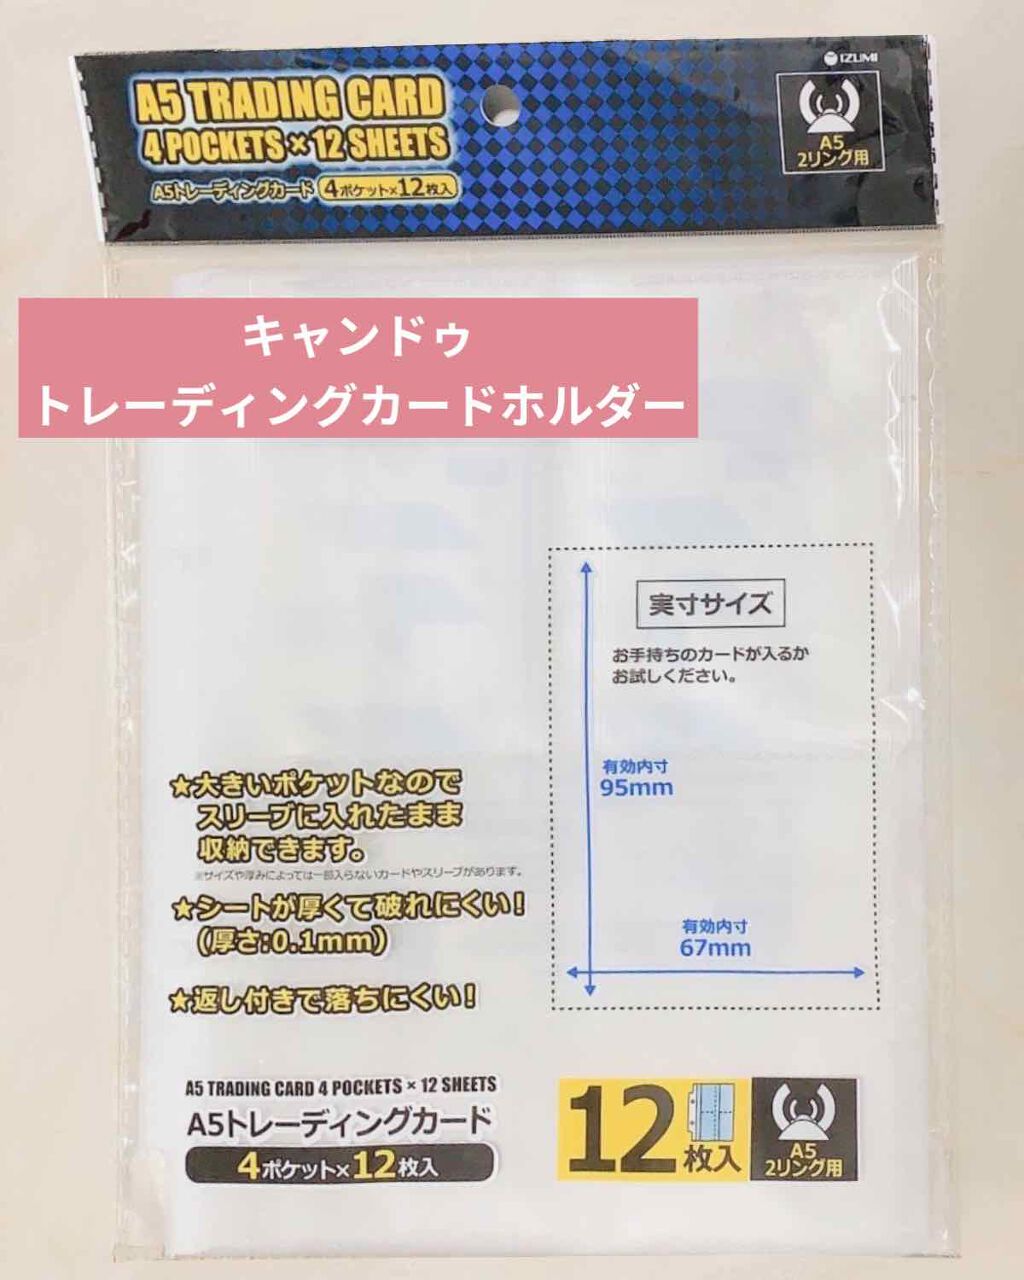 IZUMI
A5 TRADING CARD
4 POCKETS × 12 SHEETS
A5トレーディングカード 4ポケット×12枚入
A5
2リング用
キャンドゥ
トレーディングカードホルダー
実寸サイズ
お手持ちのカードが入るか
お試しください。
有効内寸
95mm
有効内寸
67mm
★大きいポケットなので
スリーブに入れたまま
収納できます。
※サイズや厚みによっては一部入らないカードやスリーブがあります。
★シートが厚くて破れにくい!
(厚さ:0.1mm)
★返し付きで落ちにくい!
A5 TRADING CARD 4 POCKETS × 12 SHEETS
A5トレーディングカード
4ポケット×12枚入
12枚入
A5
2リング用